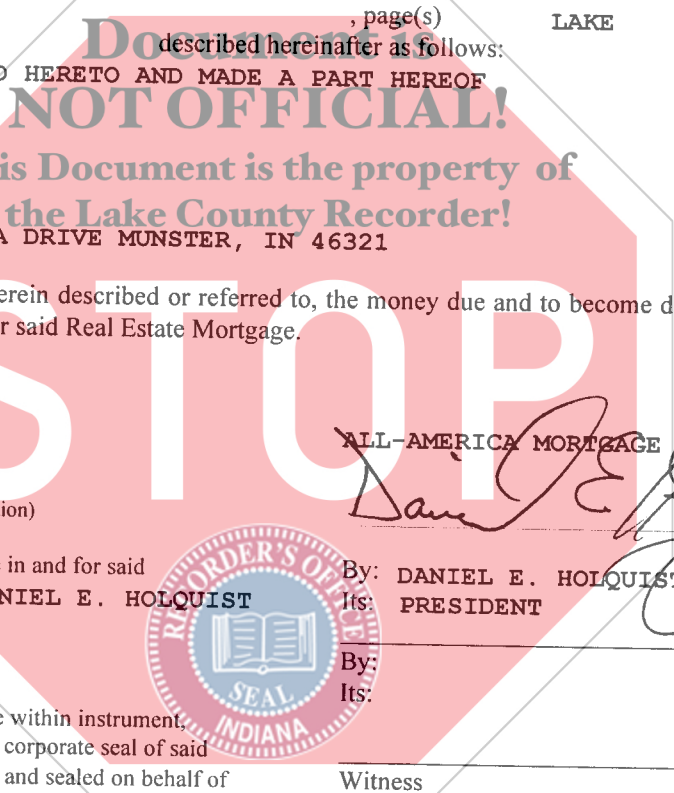 , page(s) LAKE
Document is
described hereinafter as follows:
HERETO AND MADE A PART HEREOF
NOT OFFICIAL!
is Document is the property of
the Lake County Recorder!
A DRIVE MUNSTER, IN 46321
erein described or referred to, the money due and to become d
r said Real Estate Mortgage.
STOP
ALL-AMERICA MORTGAGE
ion)
in and for said
By: DANIEL E. HOLQUIST
NIEL E. HOLQUIST
Its: PRESIDENT
RECORDER'S OFFICE
SEAL
INDIANA
By:
Its:
e within instrument,
corporate seal of said
and sealed on behalf of
Witness